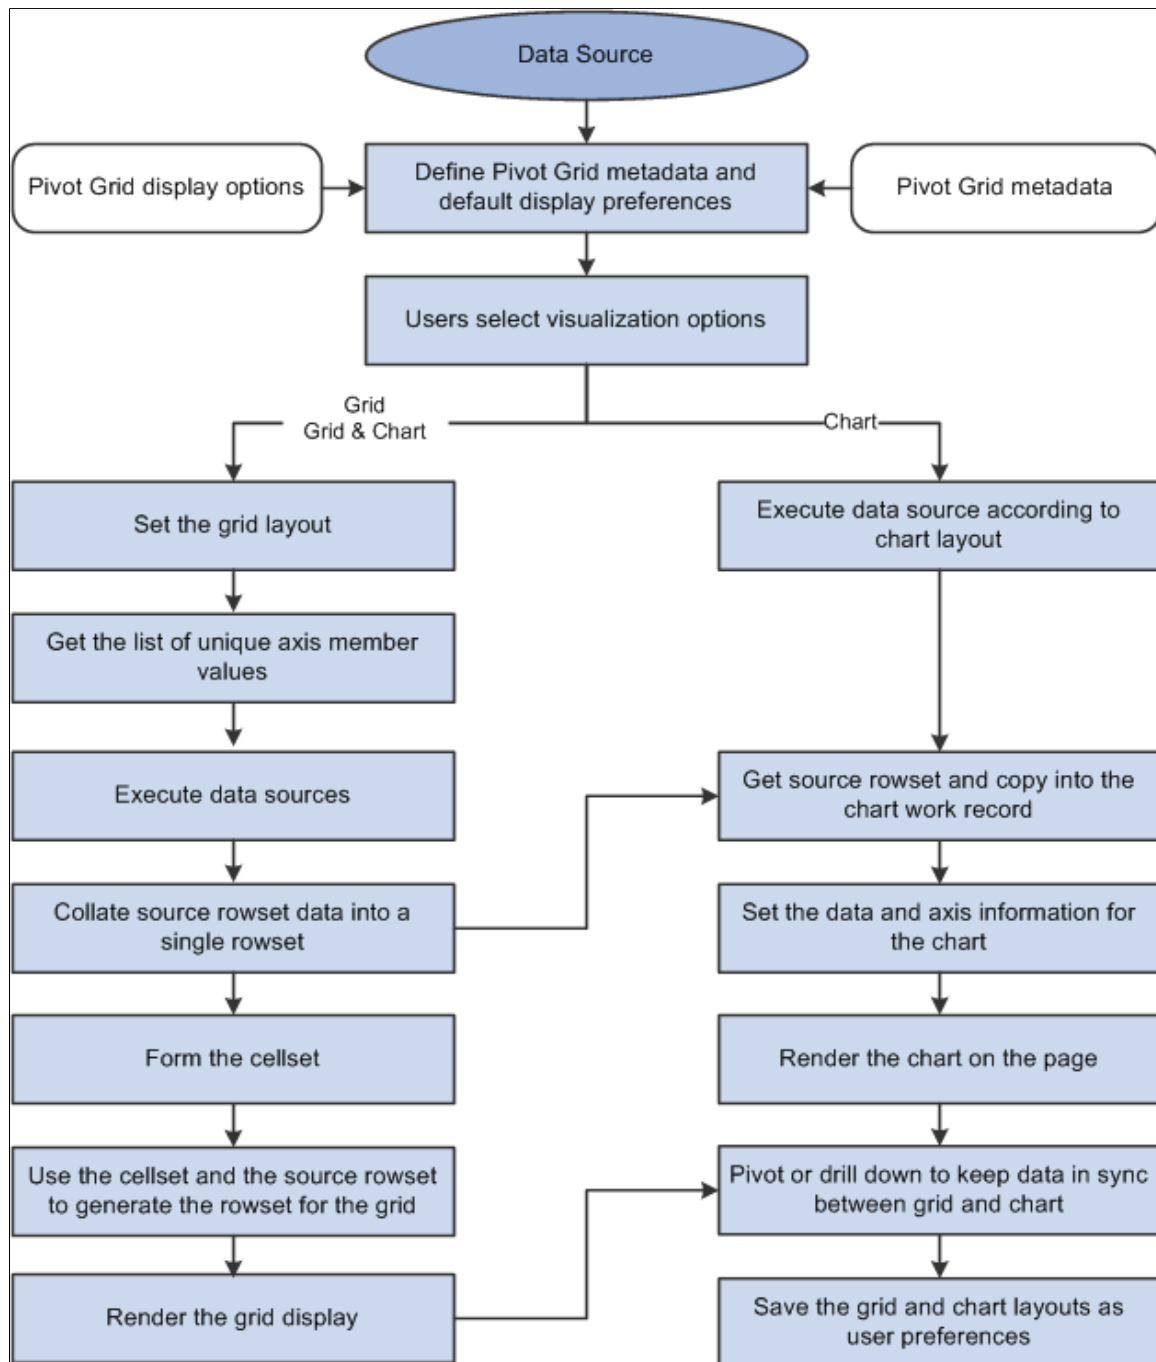 Data Source
Pivot Grid display options
Define Pivot Grid metadata and
default display preferences
Pivot Grid metadata
Users select visualization options
Grid
Grid & Chart
Chart
Set the grid layout
Execute data source according to
chart layout
Get the list of unique axis member
values
Execute data sources
Get source rowset and copy into the
chart work record
Collate source rowset data into a
single rowset
Set the data and axis information for
the chart
Form the cellset
Render the chart on the page
Use the cellset and the source rowset
to generate the rowset for the grid
Pivot or drill down to keep data in sync
between grid and chart
Render the grid display
Save the grid and chart layouts as
user preferences